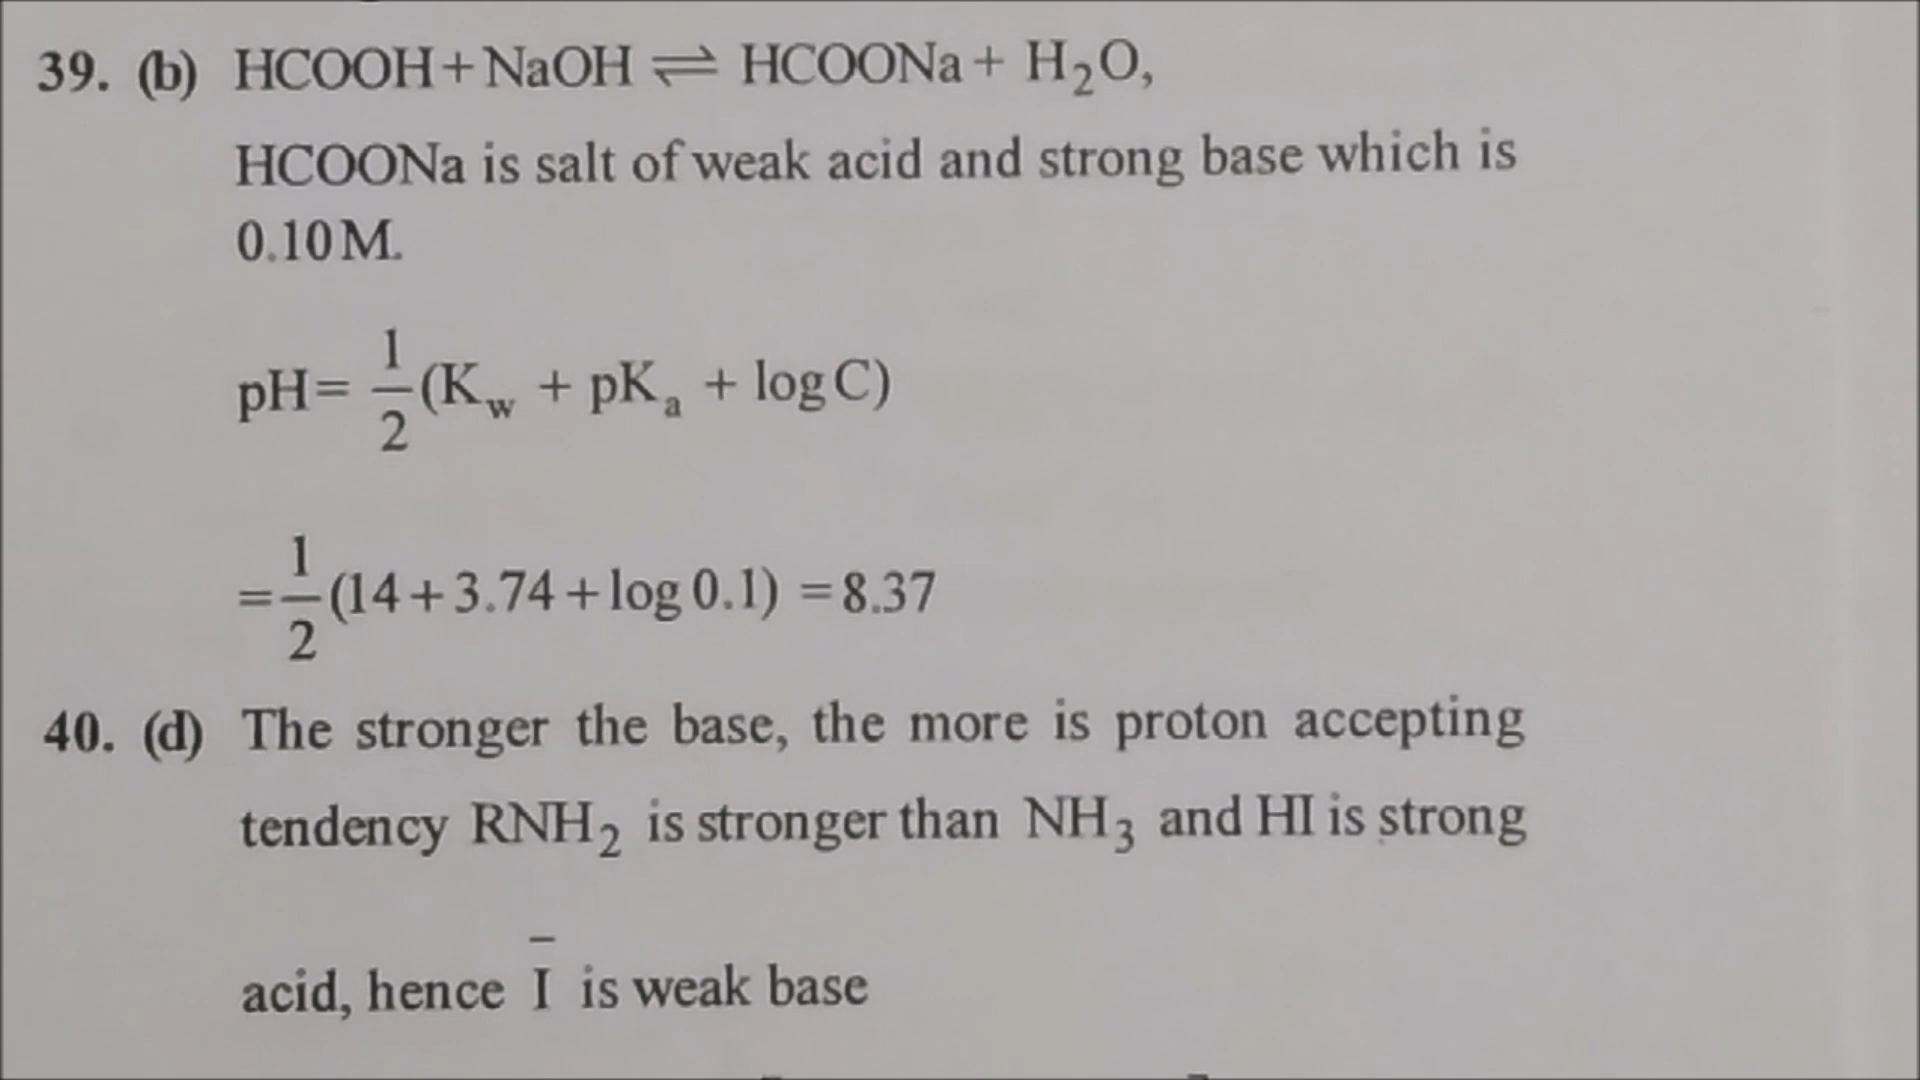 39. (b) HCOOH + NaOH ⇌ HCOONa + H₂O,
HCOONa is salt of weak acid and strong base which is
0.10 M.
pH = 1/2 (K_w + pK_a + log C)
= 1/2 (14 + 3.74 + log 0.1) = 8.37
40. (d) The stronger the base, the more is proton accepting
tendency RNH₂ is stronger than NH₃ and HI is strong
acid, hence Ī is weak base